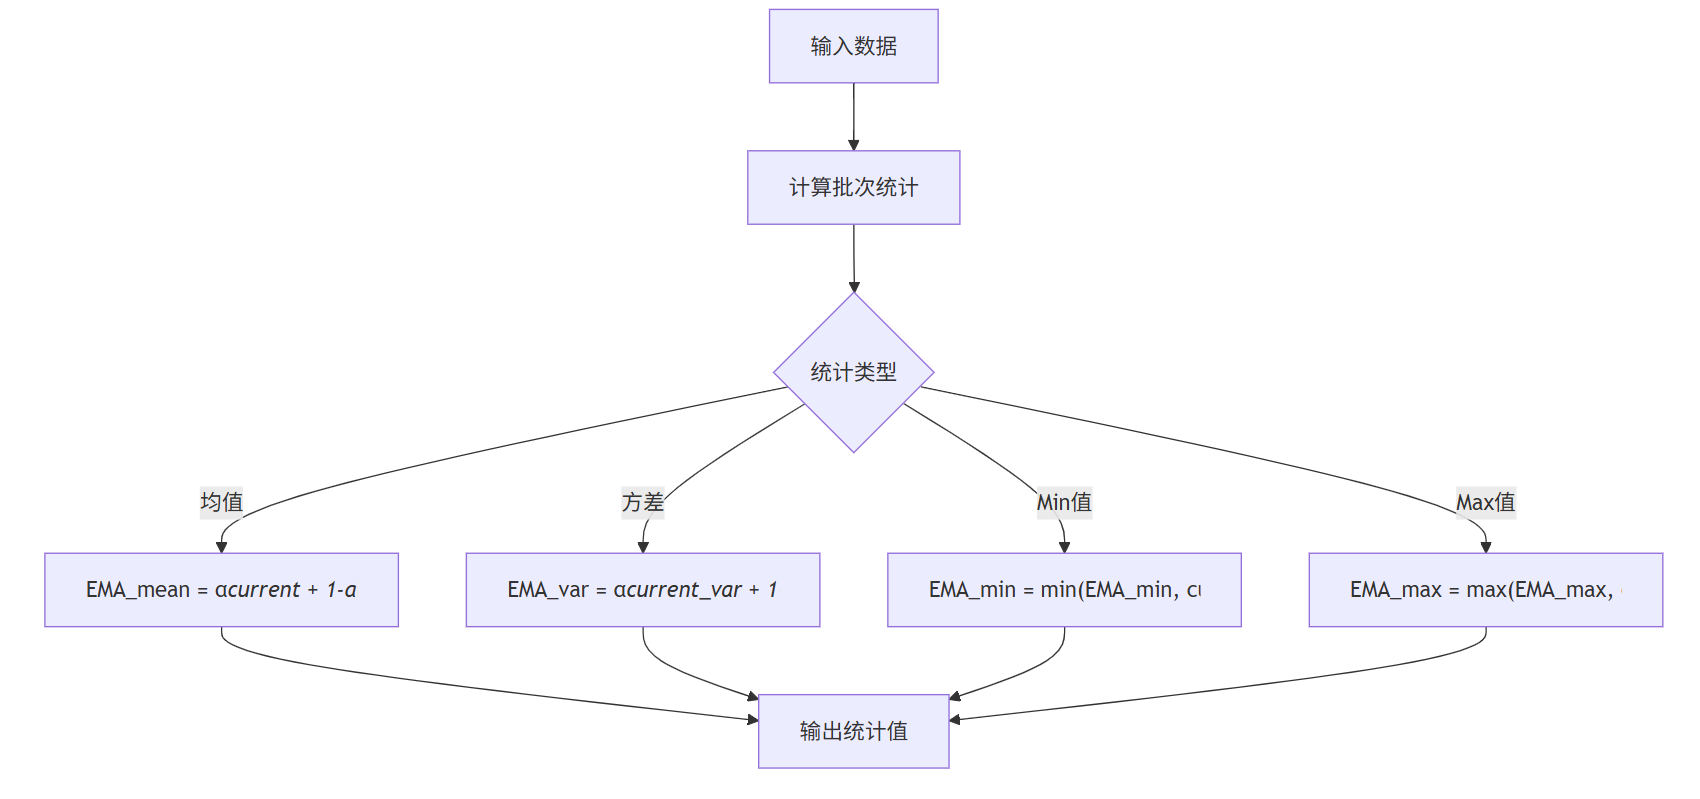 输入数据
计算批次统计
统计类型
均值
方差
Min值
Max值
EMA_mean = αcurrent + 1-a
EMA_var = αcurrent_var + 1
EMA_min = min(EMA_min,
EMA_max = max(EMA_max,
输出统计值